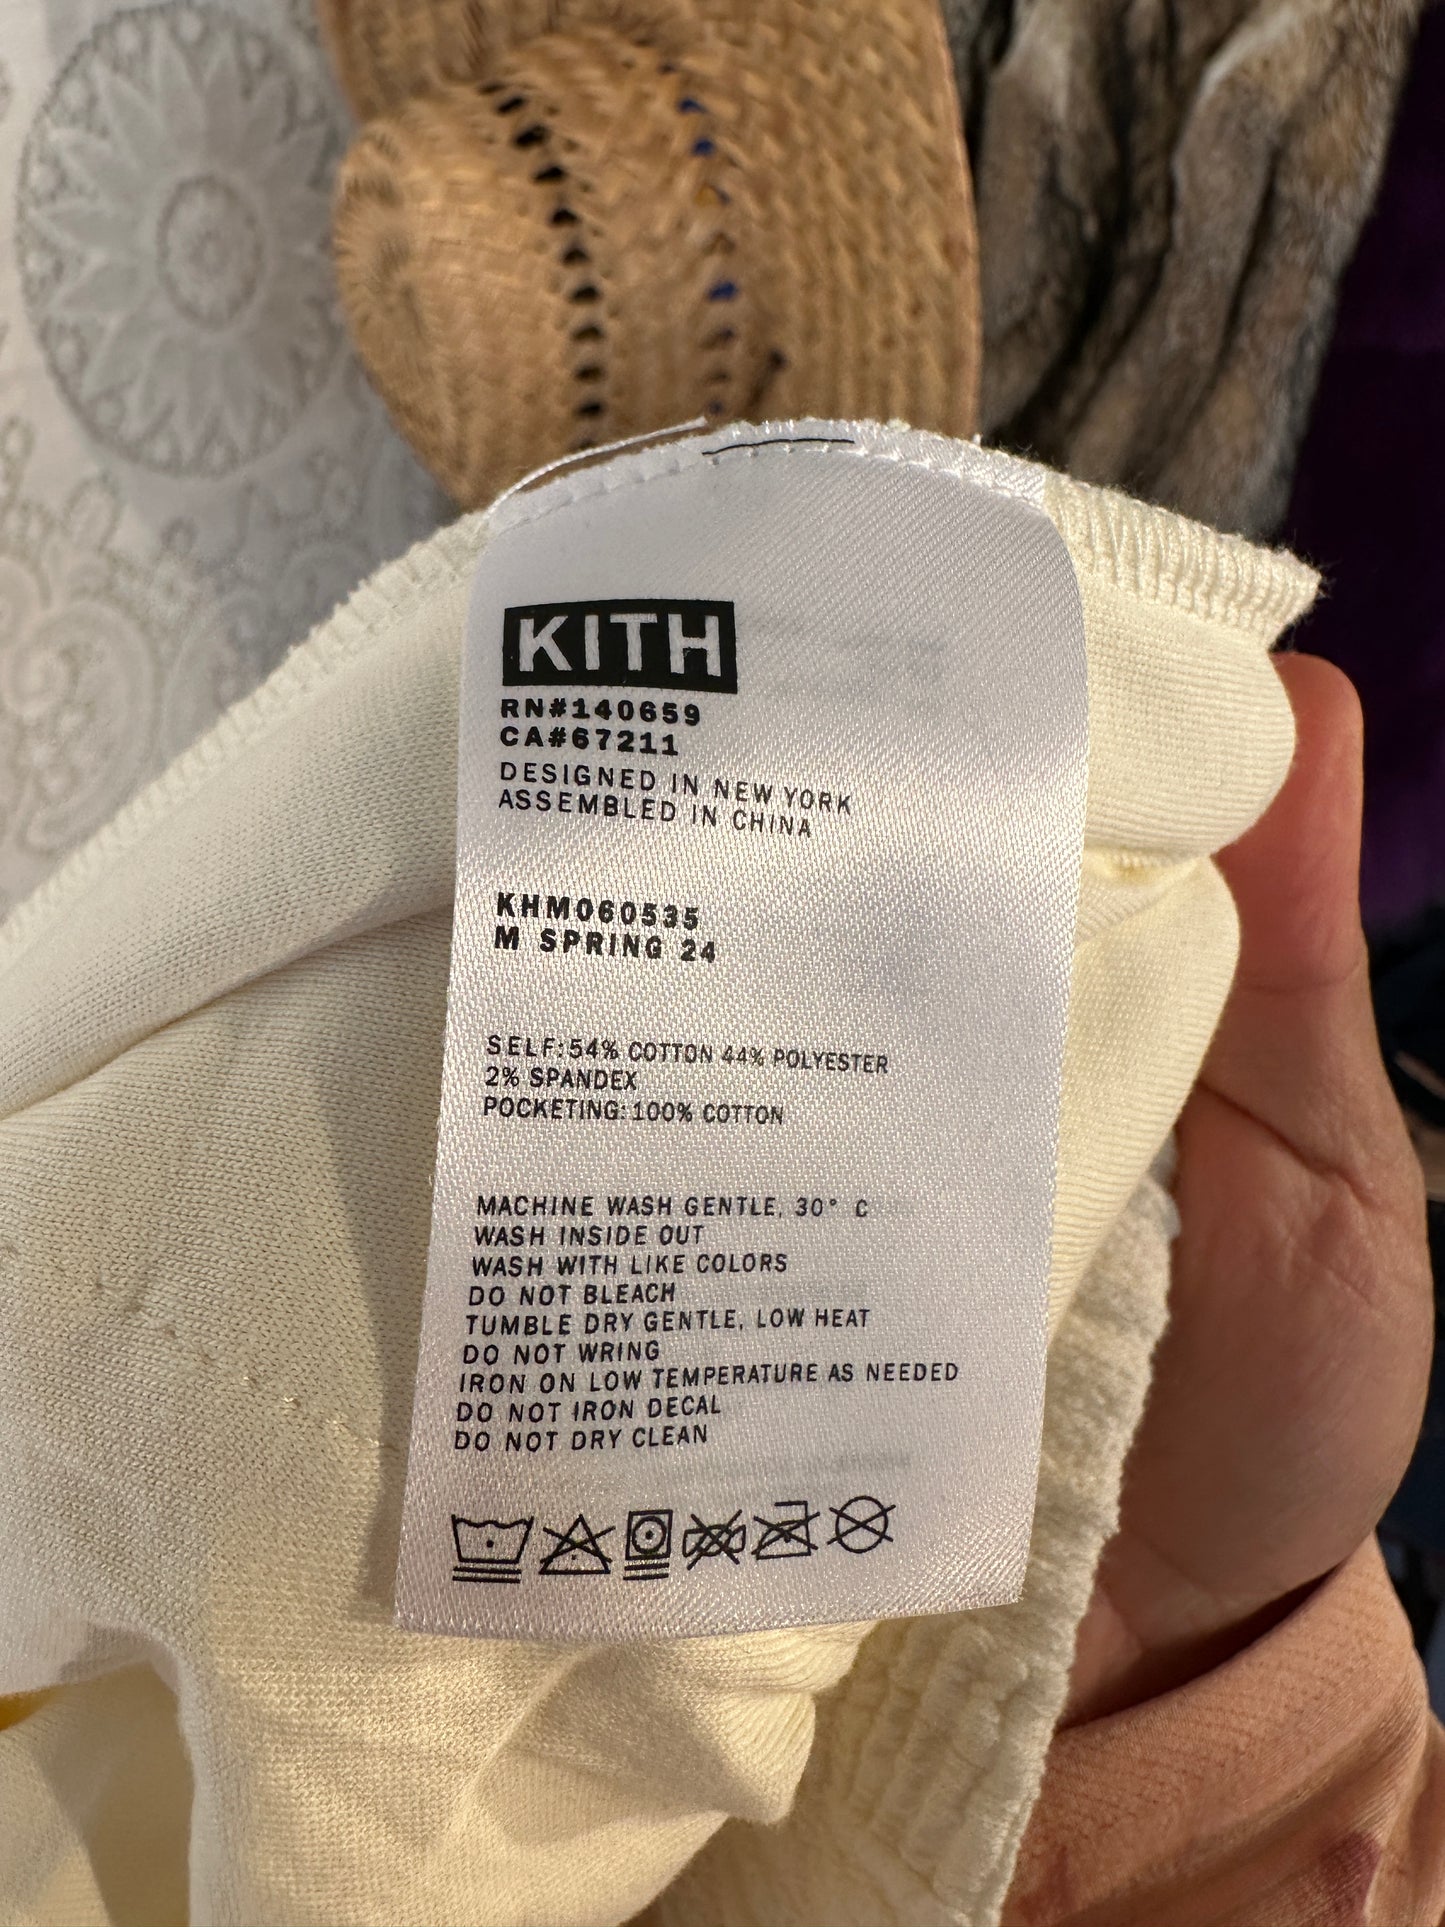 KITH
RN#140659
CA#67211
DESIGNED IN NEW YORK
ASSEMBLED IN CHINA
KHM060535
M SPRING 24
SELF:54% COTTON 44% POLYESTER
2% SPANDEX
POCKETING:100% COTTON
MACHINE WASH GENTLE, 30° C
WASH INSIDE OUT
WASH WITH LIKE COLORS
DO NOT BLEACH
TUMBLE DRY GENTLE, LOW HEAT
DO NOT WRING
IRON ON LOW TEMPERATURE AS NEEDED
DO NOT IRON DECAL
DO NOT DRY CLEAN